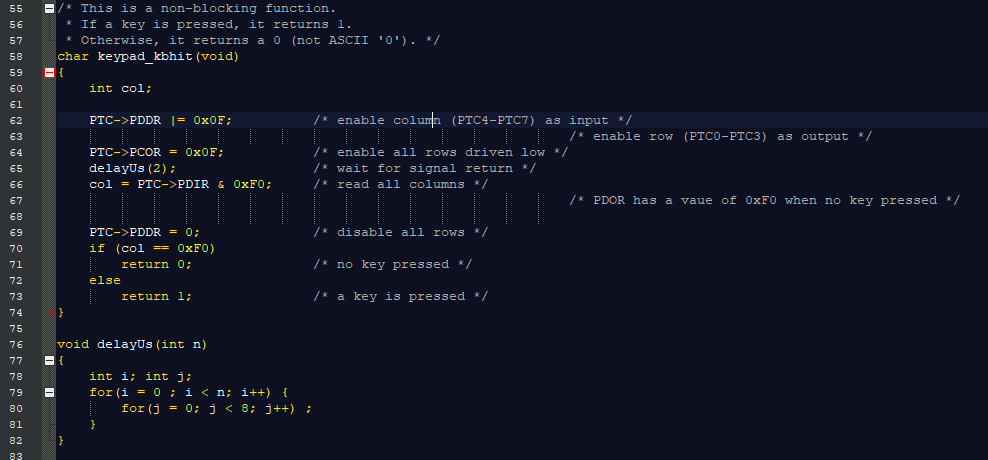 55 /* This is a non-blocking function.
56  * If a key is pressed, it returns 1.
57  * Otherwise, it returns a 0 (not ASCII '0'). */
58 char keypad_kbhit(void)
59 {
60     int col;
61
62     PTC->PDDR |= 0x0F;          /* enable column (PTC4-PTC7) as input */
63                                                                 /* enable row (PTC0-PTC3) as output */
64     PTC->PCOR = 0x0F;           /* enable all rows driven low */
65     delayUs(2);                 /* wait for signal return */
66     col = PTC->PDIR & 0xF0;     /* read all columns */
67                                                                 /* PDOR has a vaue of 0xF0 when no key pressed */
68
69     PTC->PDDR = 0;              /* disable all rows */
70     if (col == 0xF0)
71         return 0;               /* no key pressed */
72     else
73         return 1;               /* a key is pressed */
74 }
75
76 void delayUs(int n)
77 {
78     int i; int j;
79     for(i = 0 ; i < n; i++) {
80         for(j = 0; j < 8; j++) ;
81     }
82 }
83